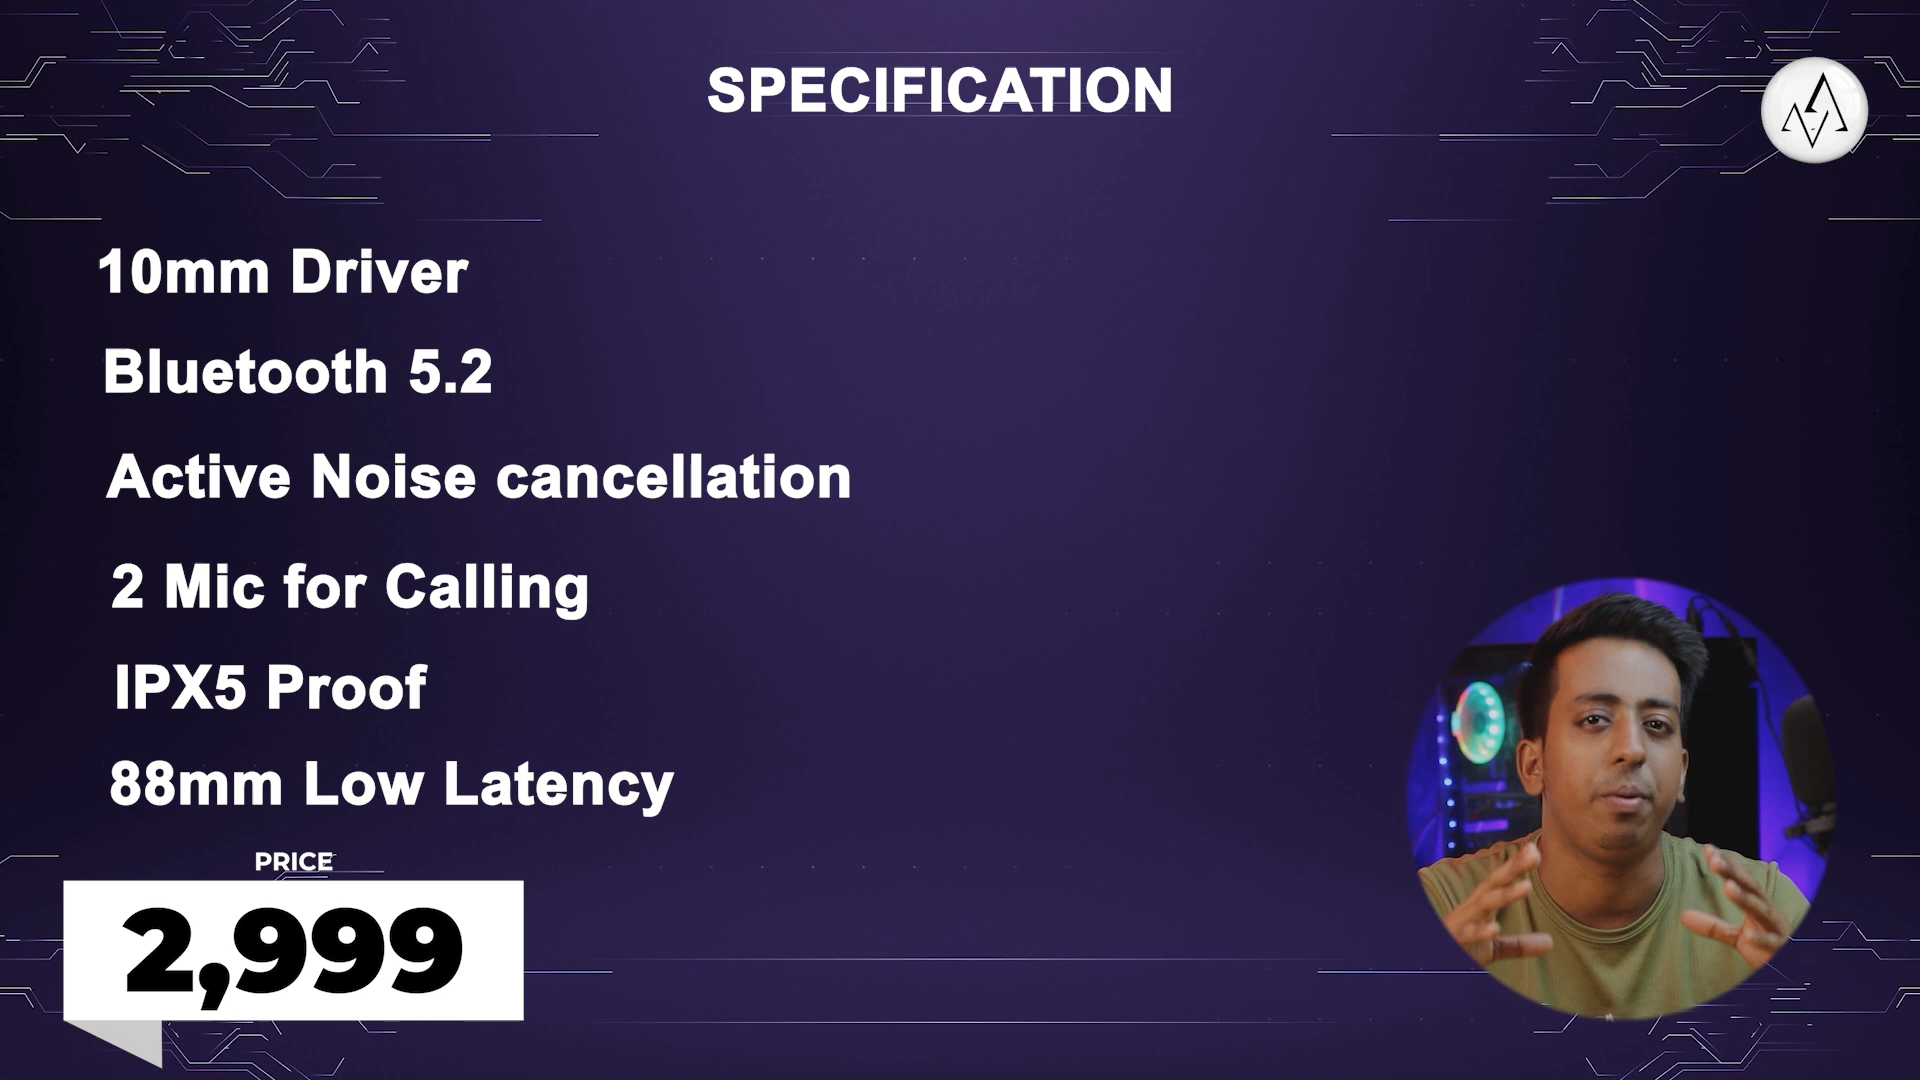 SPECIFICATION
10mm Driver
Bluetooth 5.2
Active Noise cancellation
2 Mic for Calling
IPX5 Proof
88mm Low Latency
PRICE
2,999